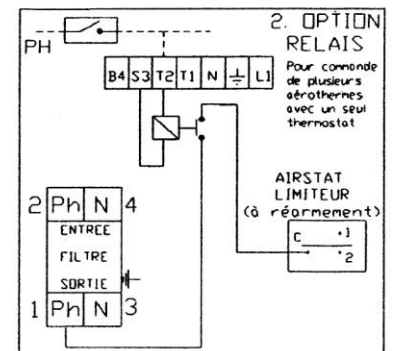 2. OPTION
RELAIS
PH
Pour commande
de plusieurs
aérothermes
avec un seul
thermostat
B4 S3 T2 T1 N L1
AIRSTAT
LIMITEUR
(à réarmement)
C 1
2
2 Ph N 4
ENTREE
FILTRE
SORTIE
1 Ph N 3